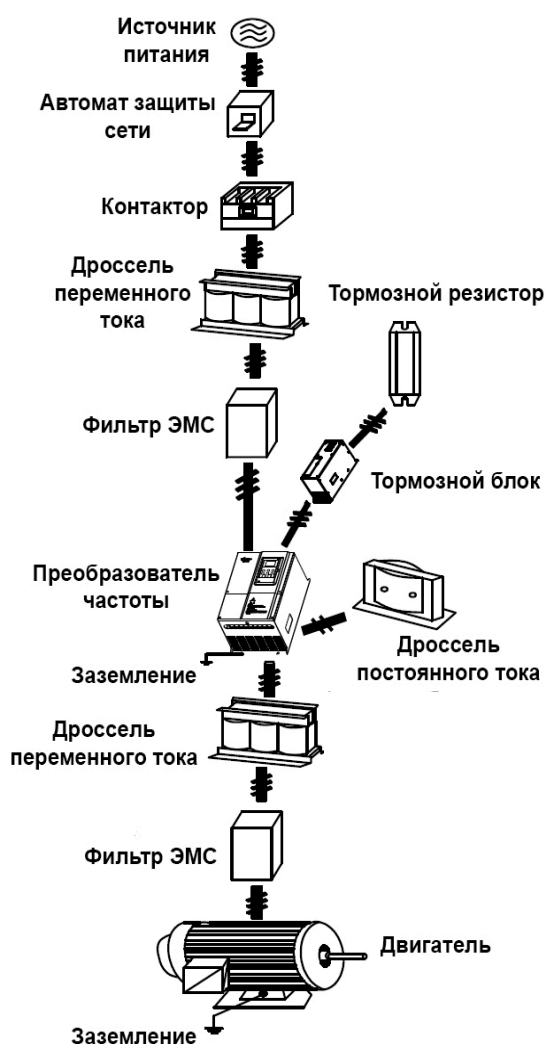 Источник
питания
Автомат защиты
сети
Контактор
Дроссель
переменного
тока
Тормозной резистор
Фильтр ЭМС
Тормозной блок
Преобразователь
частоты
Дроссель
постоянного тока
Заземление
Дроссель
переменного тока
Фильтр ЭМС
Двигатель
Заземление